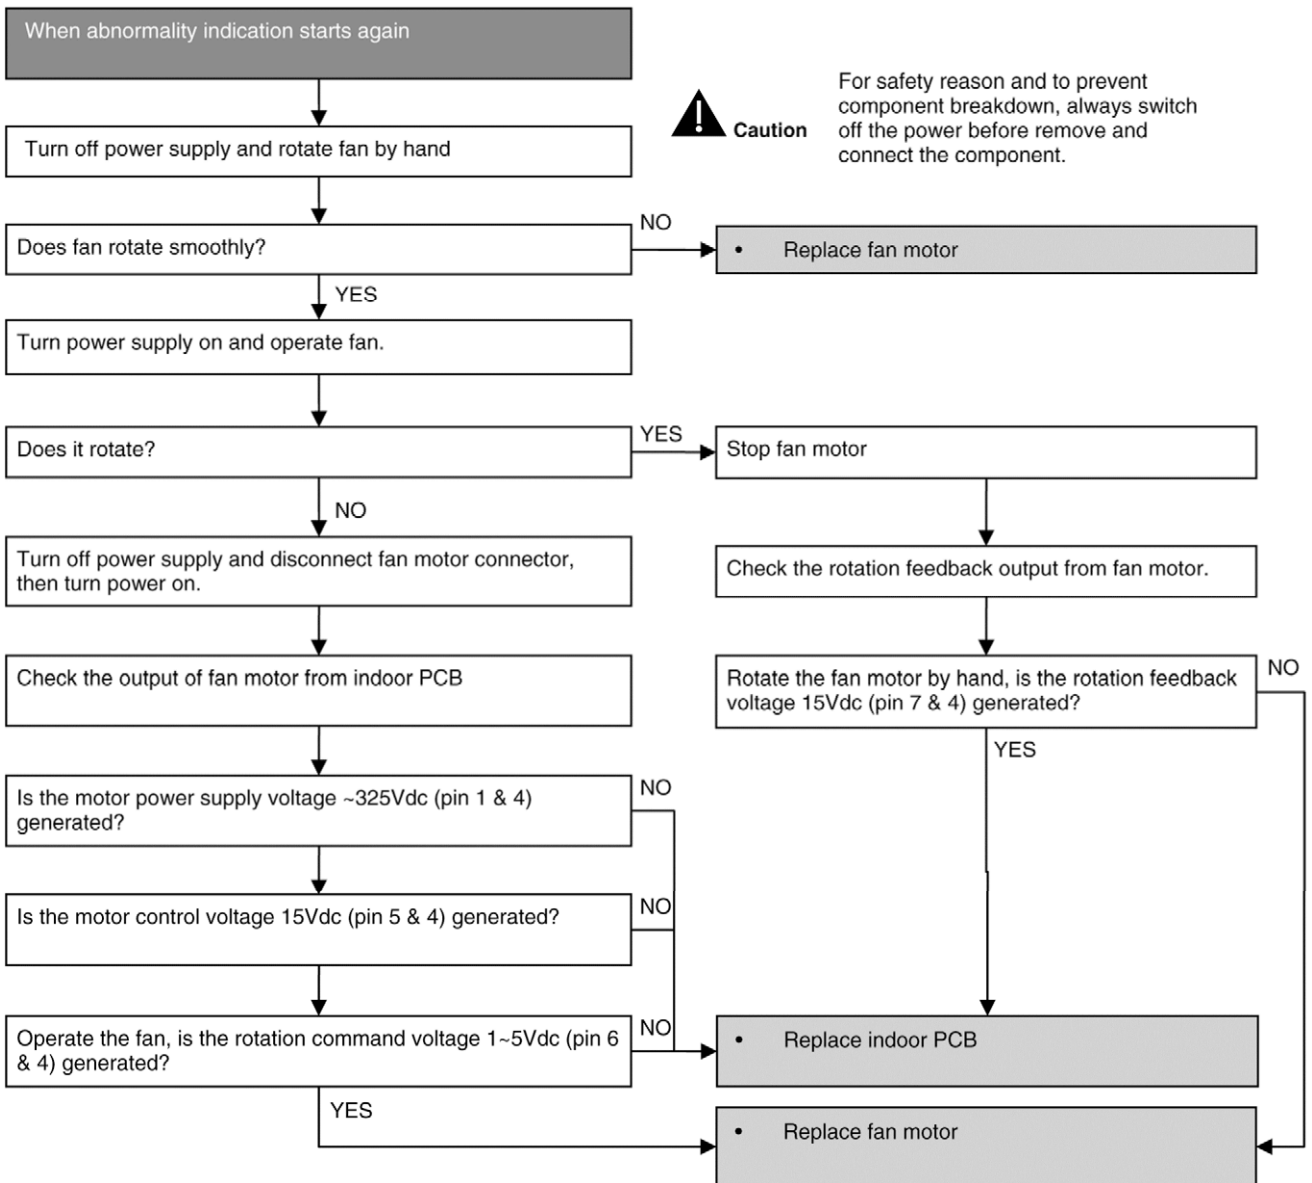 When abnormality indication starts again
For safety reason and to prevent
component breakdown, always switch
off the power before remove and
connect the component.
Caution
Turn off power supply and rotate fan by hand
Does fan rotate smoothly?
NO
• Replace fan motor
YES
Turn power supply on and operate fan.
Does it rotate?
YES
Stop fan motor
NO
Turn off power supply and disconnect fan motor connector,
then turn power on.
Check the rotation feedback output from fan motor.
Check the output of fan motor from indoor PCB
Rotate the fan motor by hand, is the rotation feedback
voltage 15Vdc (pin 7 & 4) generated?
NO
YES
Is the motor power supply voltage ~325Vdc (pin 1 & 4)
generated?
NO
Is the motor control voltage 15Vdc (pin 5 & 4) generated?
NO
Operate the fan, is the rotation command voltage 1~5Vdc (pin 6
& 4) generated?
NO
• Replace indoor PCB
YES
• Replace fan motor